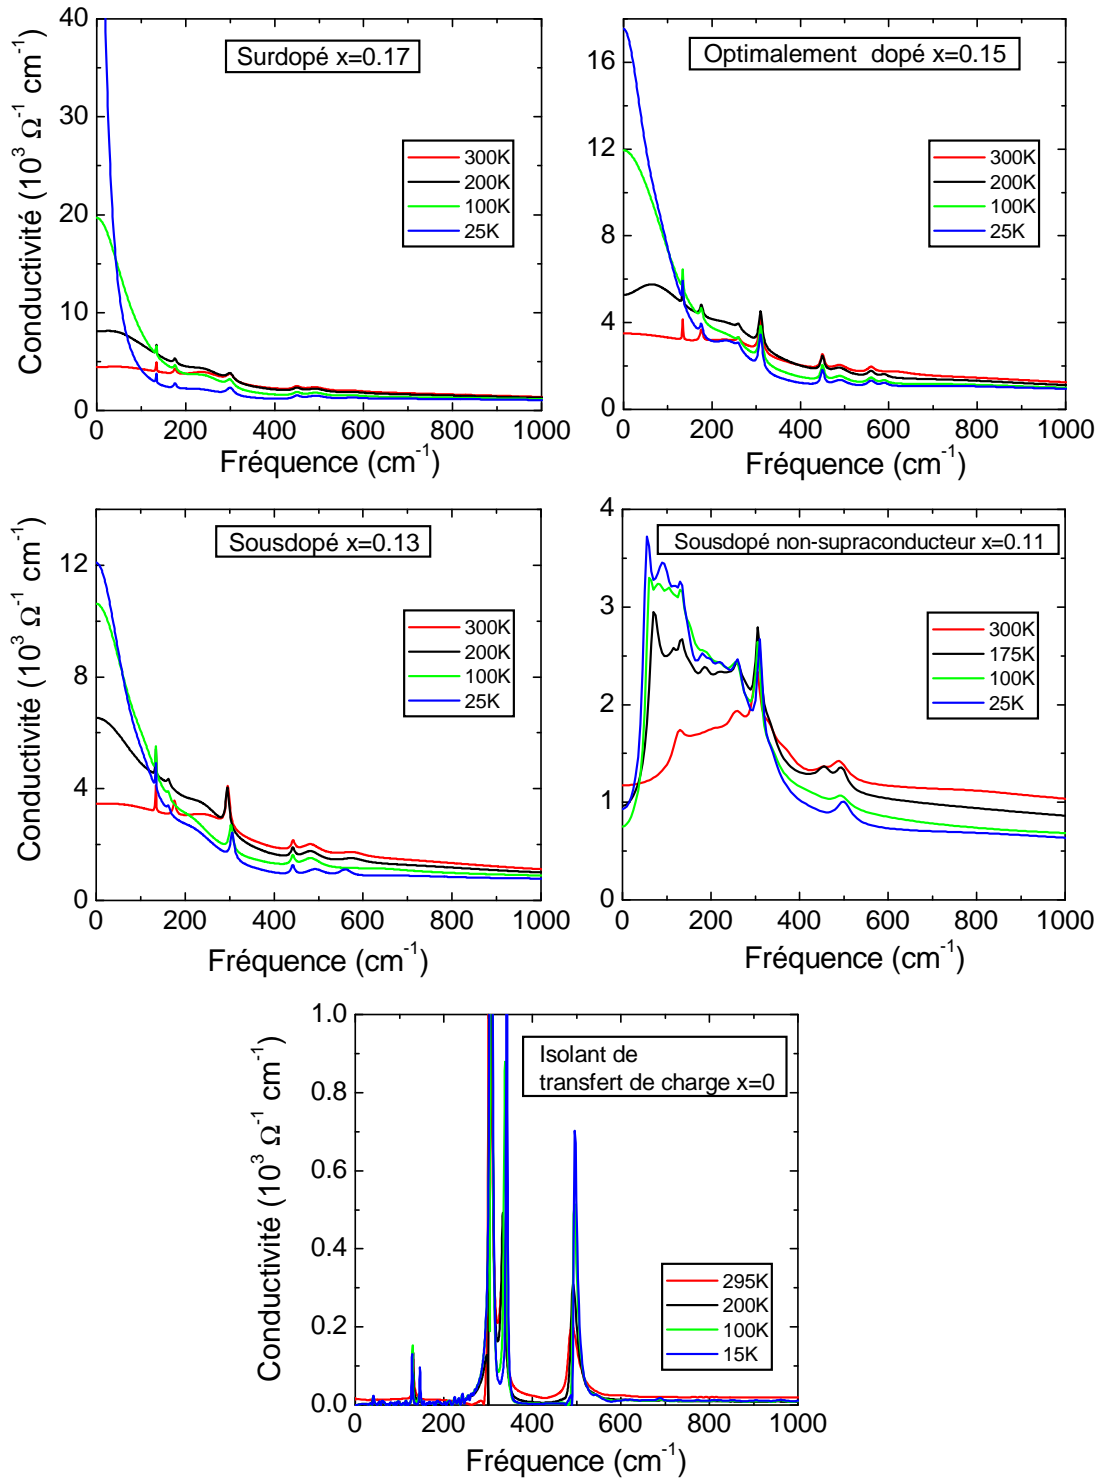 Surdopé x=0.17
40
30
20
10
0
300K
200K
100K
25K
0 200 400 600 800 1000
Fréquence (cm-1)
Conductivité (10³ Ω-1 cm-1)
Optimalement dopé x=0.15
16
12
8
4
0
300K
200K
100K
25K
0 200 400 600 800 1000
Fréquence (cm-1)
Sousdopé x=0.13
12
8
4
0
300K
200K
100K
25K
0 200 400 600 800 1000
Fréquence (cm-1)
Conductivité (10³ Ω-1 cm-1)
Sousdopé non-supraconducteur x=0.11
4
3
2
1
0
300K
175K
100K
25K
0 200 400 600 800 1000
Fréquence (cm-1)
Isolant de
transfert de charge x=0
1.0
0.8
0.6
0.4
0.2
0.0
295K
200K
100K
15K
0 200 400 600 800 1000
Fréquence (cm-1)
Conductivité (10³ Ω-1 cm-1)